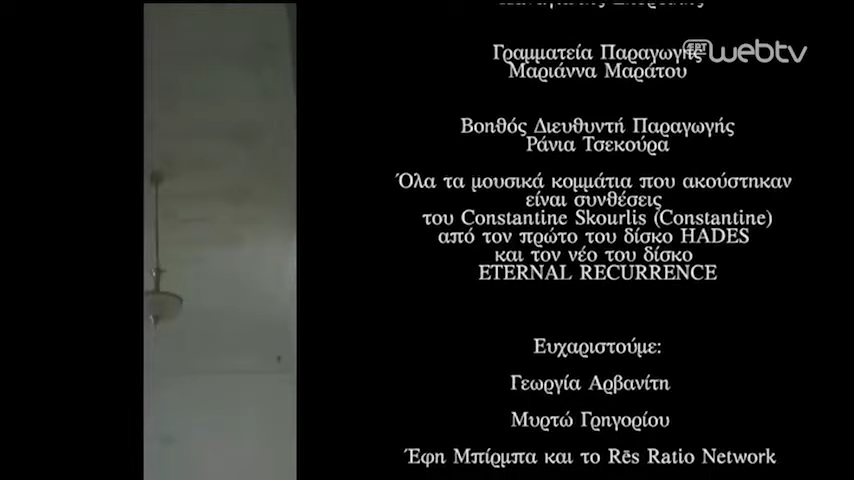 Γραμματεία Παραγωγής
Μαριάννα Μαράτου
ΕΡΤ webtv
Βοηθός Διευθυντή Παραγωγής
Ράνια Τσεκούρα
Όλα τα μουσικά κομμάτια που ακούστηκαν
είναι συνθέσεις
του Constantine Skourlis (Constantine)
από τον πρώτο του δίσκο HADES
και τον νέο του δίσκο
ETERNAL RECURRENCE
Ευχαριστούμε:
Γεωργία Αρβανίτη
Μυρτώ Γρηγορίου
Έφη Μπίρμπα και το Rēs Ratio Network